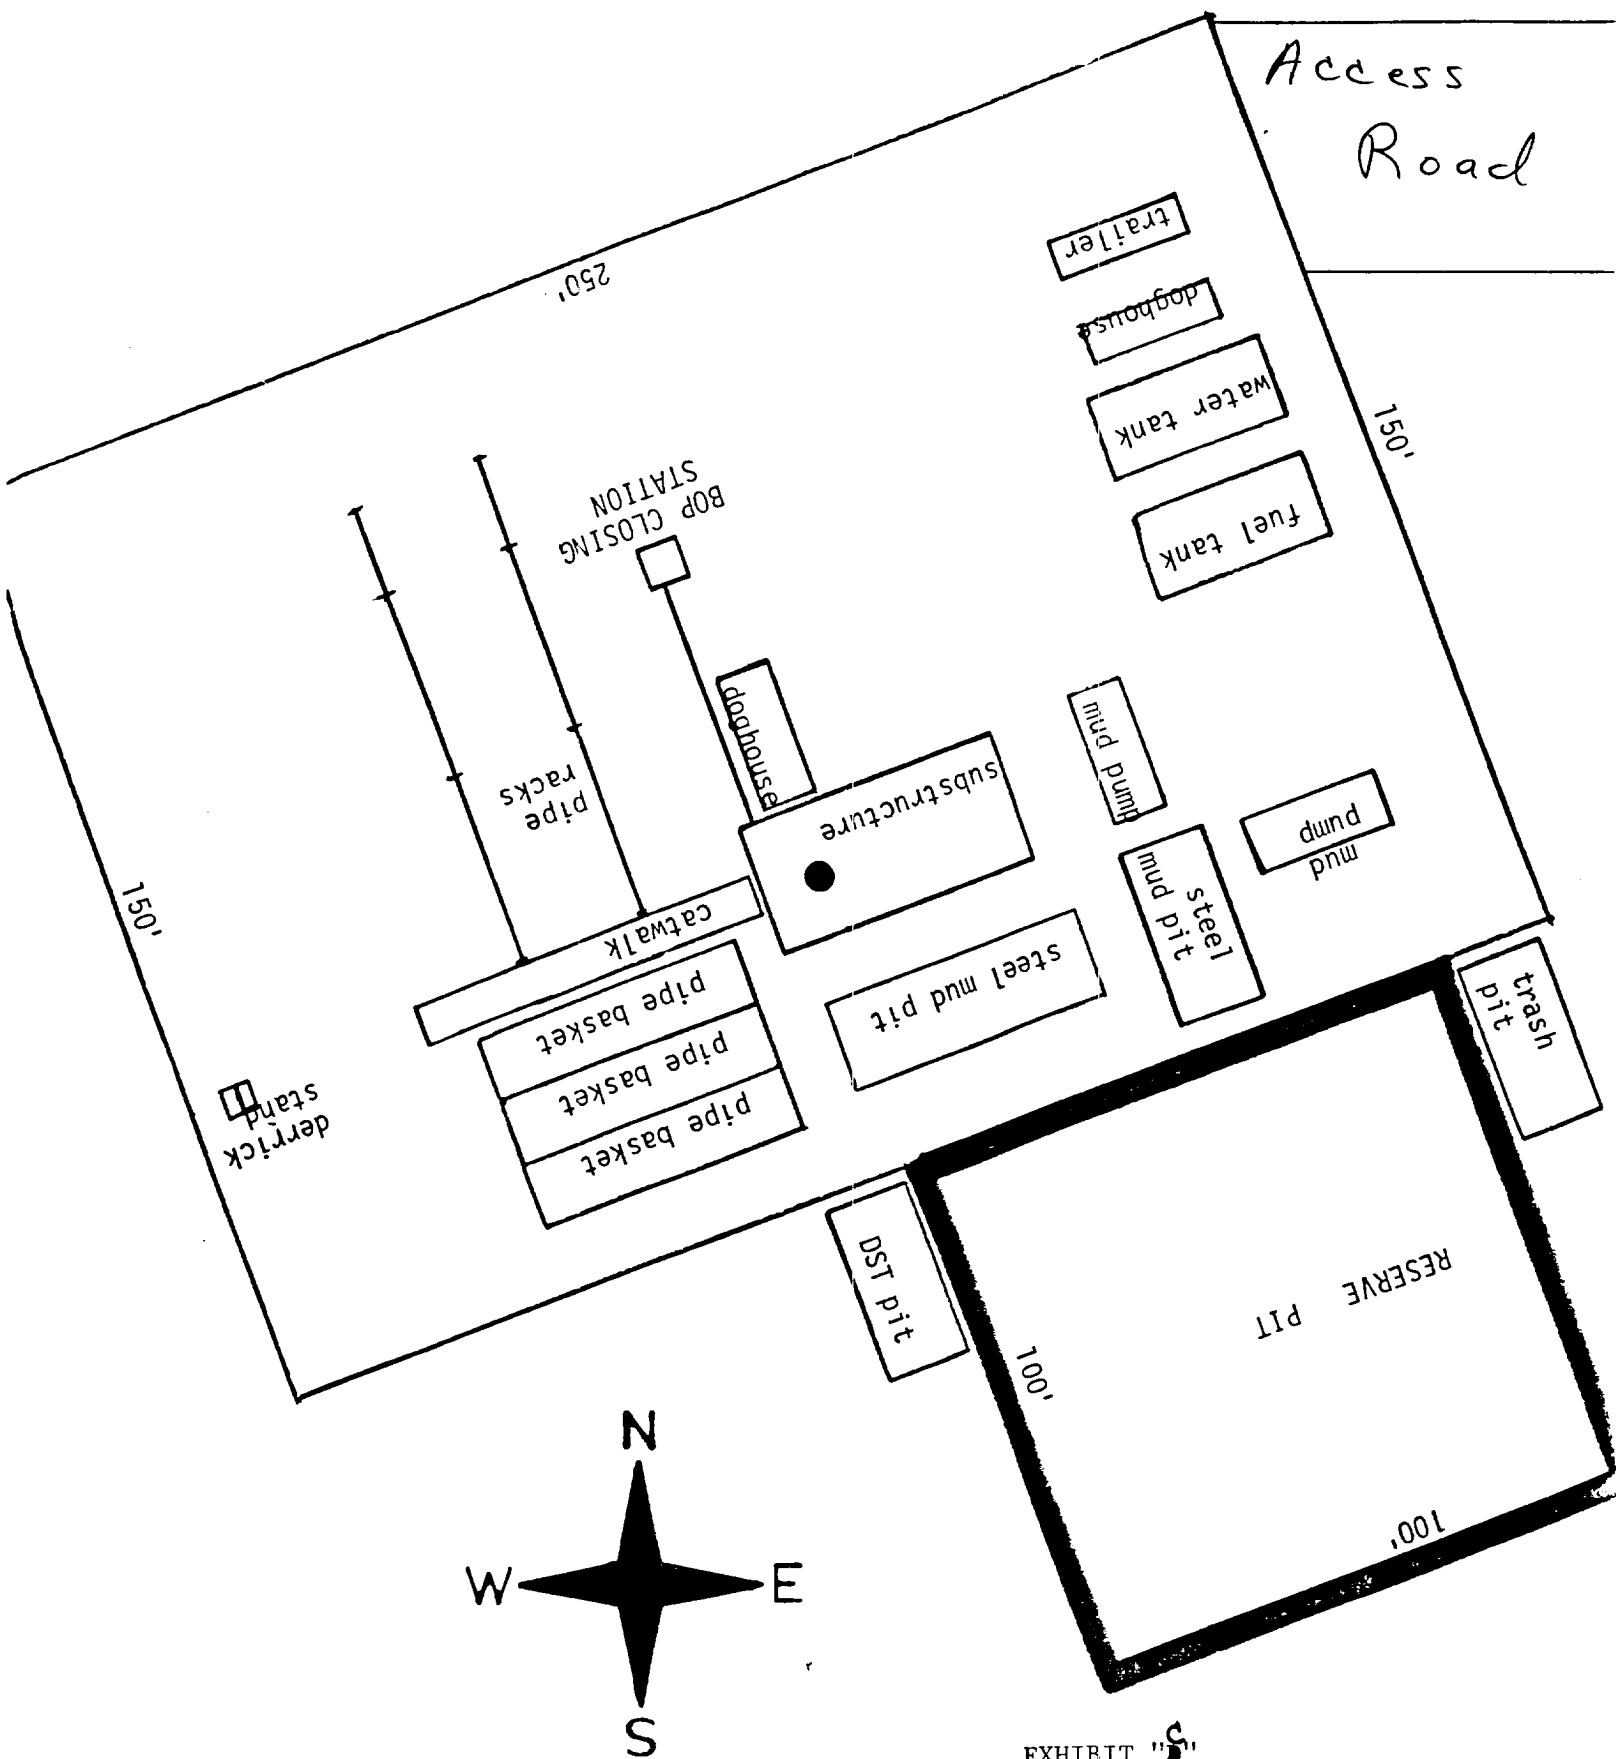 Access
Road
trailer
doghouse
water tank
fuel tank
250'
150'
BOP CLOSING
STATION
doghouse
pipe
racks
substructure
mud pump
mud
pump
steel
mud pit
steel mud pit
catwalk
pipe basket
pipe basket
pipe basket
150'
derrick
stand
trash
pit
DST pit
RESERVE PIT
100'
100'
N
W
E
S
EXHIBIT "C"